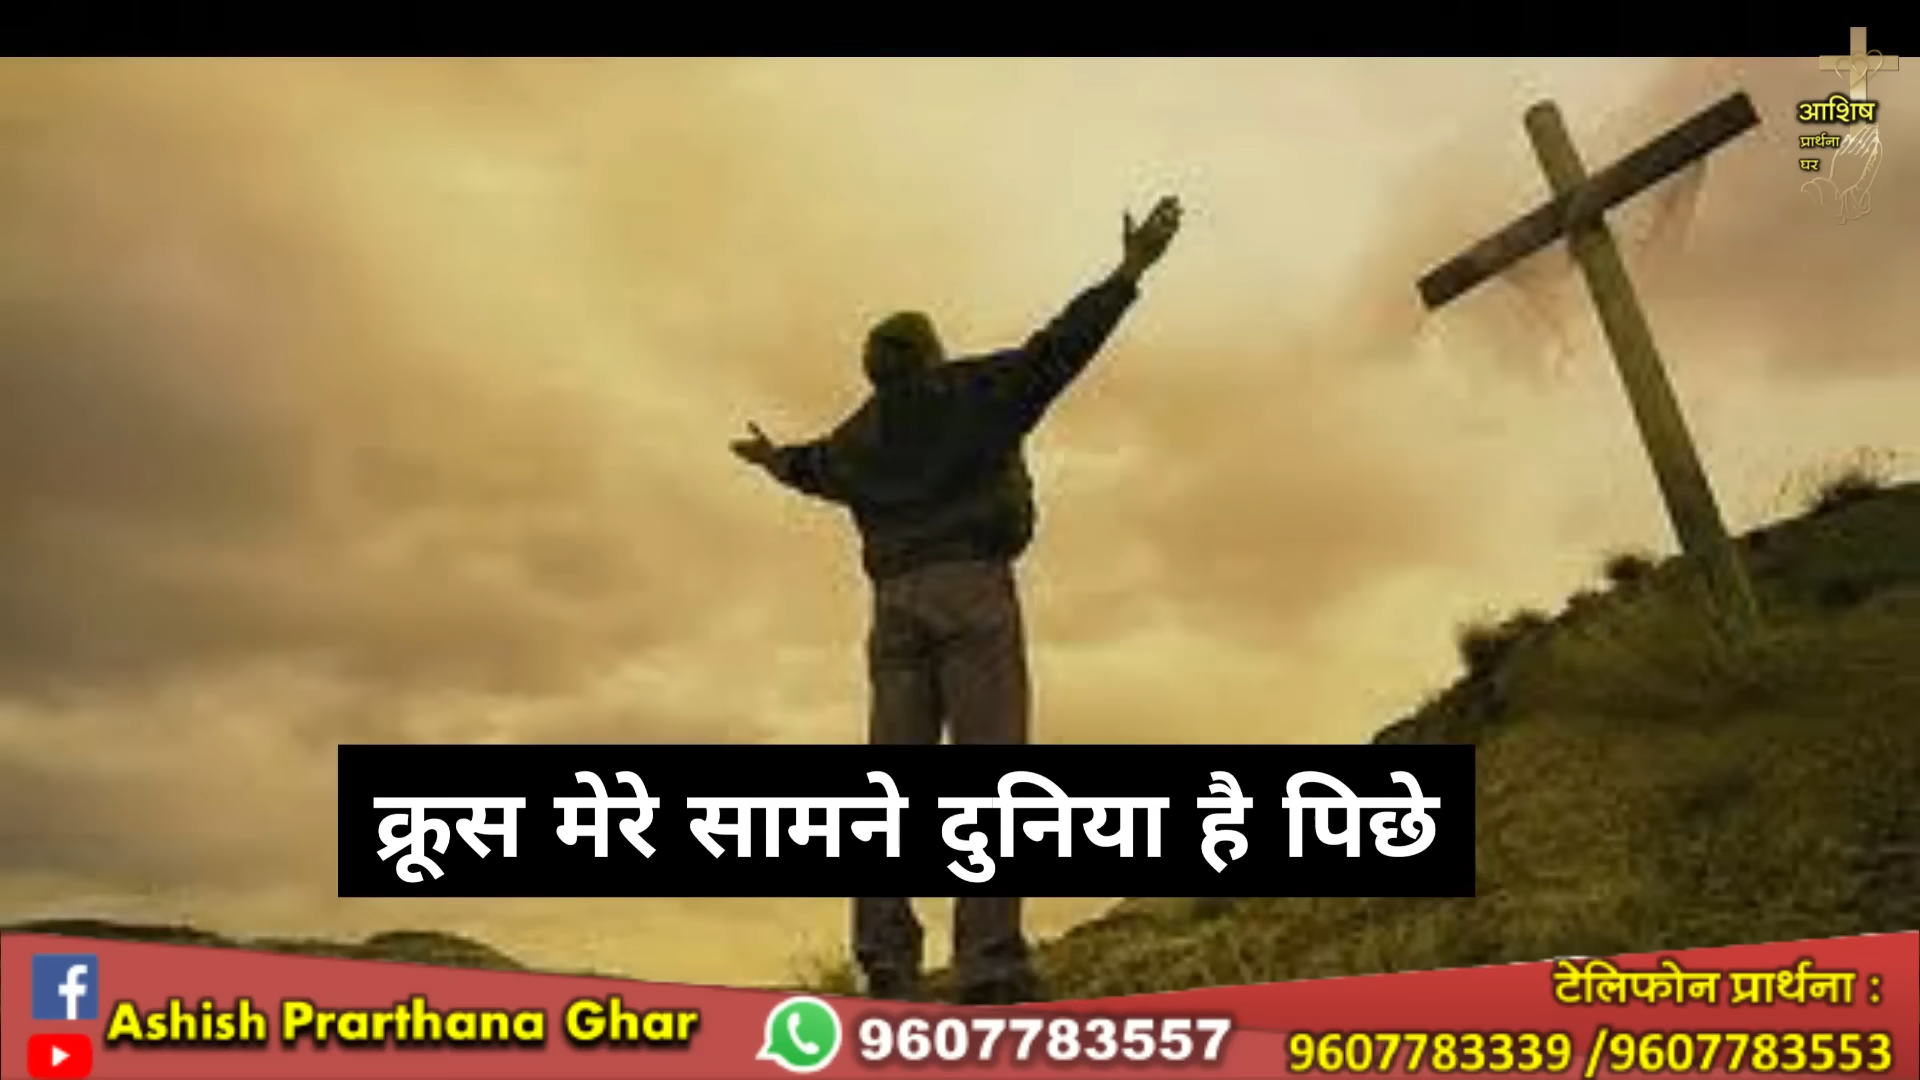 आशिष
प्रार्थना
घर
क्रूस मेरे सामने दुनिया है पिछे
Ashish Prarthana Ghar
9607783557
टेलिफोन प्रार्थना :
9607783339 /9607783553